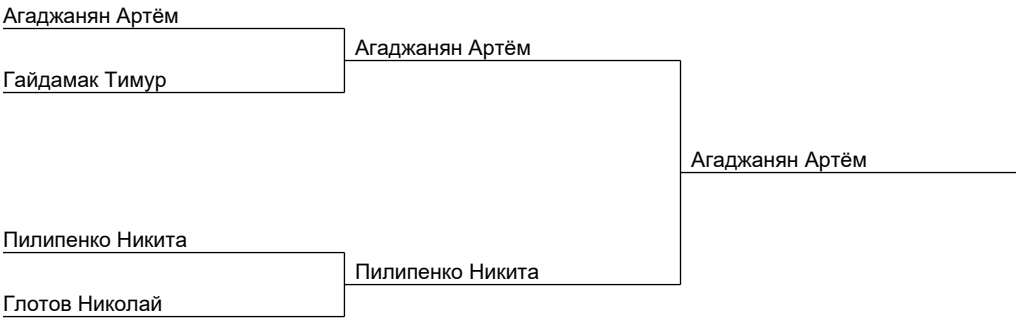 Агаджанян Артём
Агаджанян Артём
Гайдамак Тимур
Агаджанян Артём
Пилипенко Никита
Пилипенко Никита
Глотов Николай